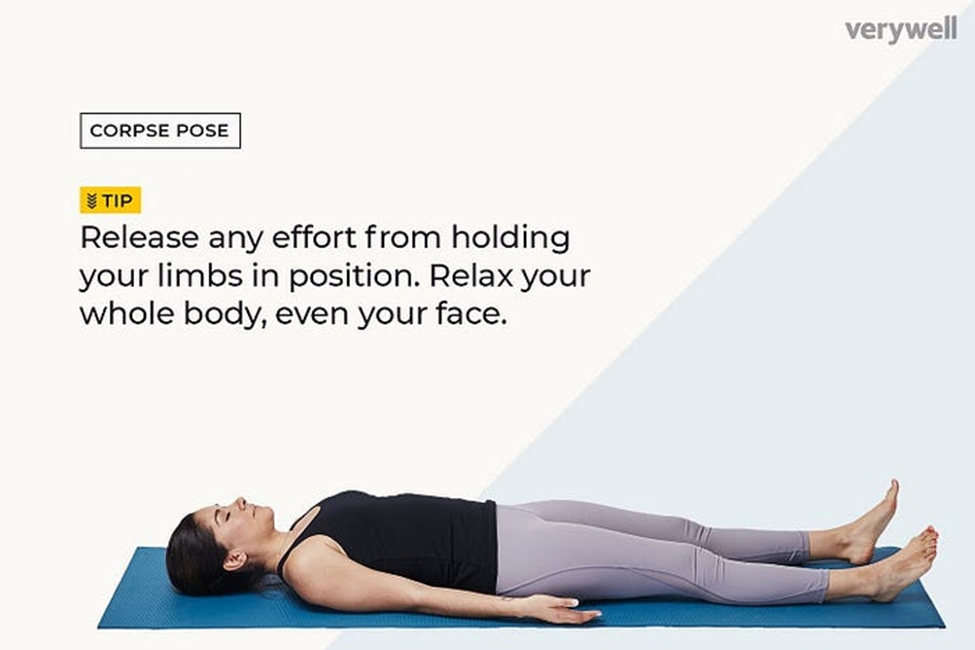 verywell
CORPSE POSE
TIP
Release any effort from holding
your limbs in position. Relax your
whole body, even your face.